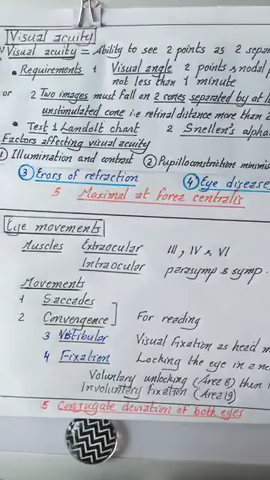 Visual acuity
Visual acuity = Ability to see 2 points as 2 separ
• Requirements 1 Visual angle 2 points & nodal p
not less than 1 minute
or 2 Two images must fall on 2 cones separated by at l
unstimulated cone i.e retinal distance more than 2
• Test 1 Landolt chart 2 Snellen's alpha
Factors affecting visual acuity
① Illumination and contrast ② Pupilloconstriction minimis
③ Erors of refraction ④ Eye disease
5 Maximal at fovea centralis
Eye movements
Muscles Extraocular III, IV & VI
Intraocular parasymp & symp.
Movements
1 Saccades
2 Convergence For reading
3 Vestibular Visual fixation as head m
4 Fixation Locking the eye in a ne
Voluntary unlocking (Area 8) then i
Involuntary fixation (Area 19)
5 Conjugate deviation of both eyes